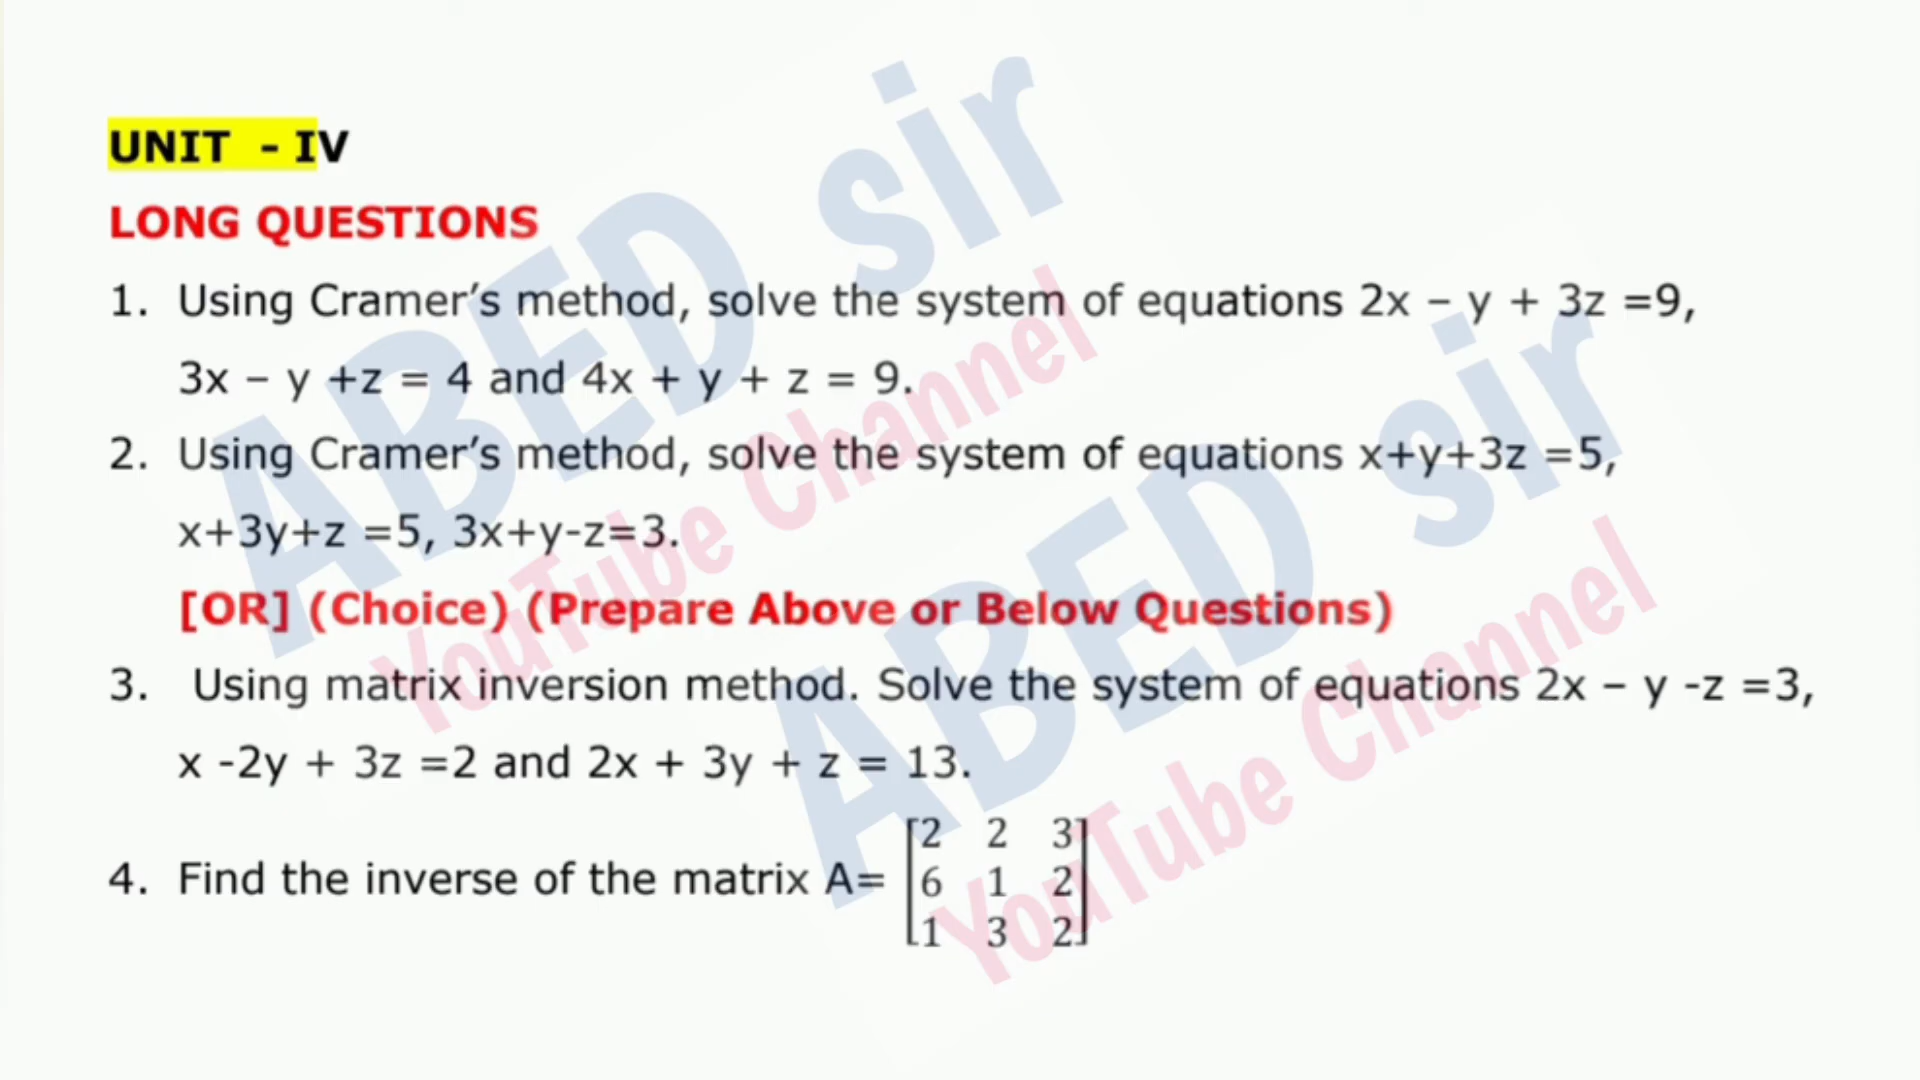 UNIT - IV
LONG QUESTIONS
1. Using Cramer’s method, solve the system of equations 2x – y + 3z =9,
3x – y +z = 4 and 4x + y + z = 9.
2. Using Cramer’s method, solve the system of equations x+y+3z =5,
x+3y+z =5, 3x+y-z=3.
[OR] (Choice) (Prepare Above or Below Questions)
3. Using matrix inversion method. Solve the system of equations 2x – y -z =3,
x -2y + 3z =2 and 2x + 3y + z = 13.
2 2 3
4. Find the inverse of the matrix A= 6 1 2
1 3 2
ABED sir
YouTube Channel
ABED sir
YouTube Channel